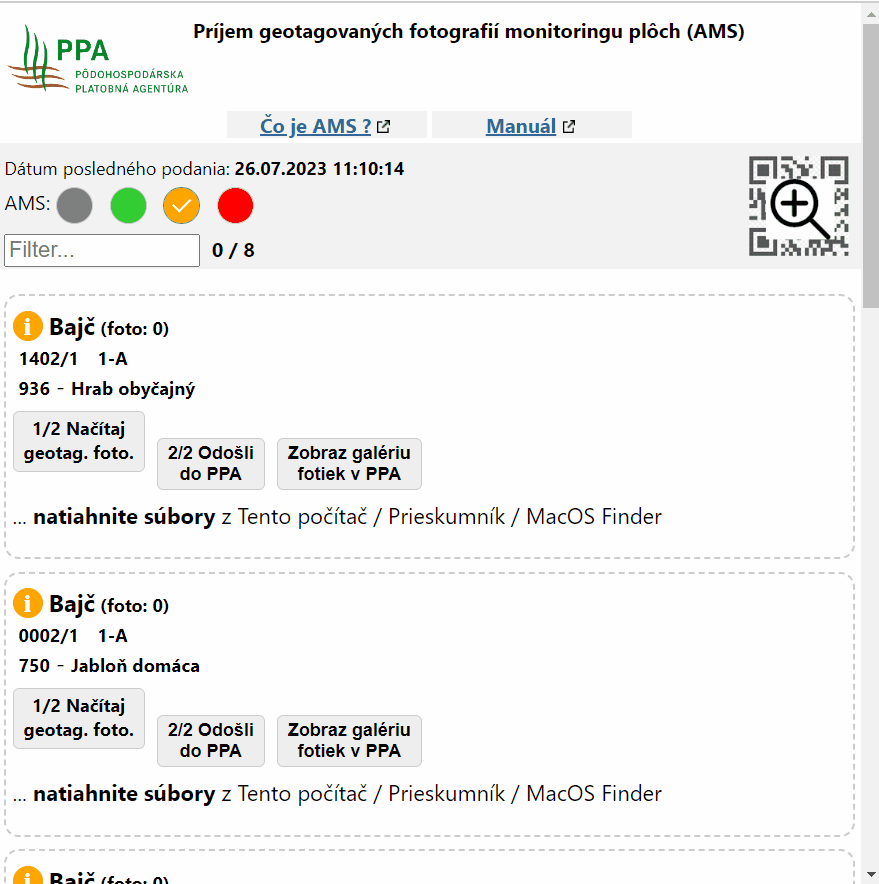 PPA
PÔDOHOSPODÁRSKA
PLATOBNÁ AGENTÚRA
Príjem geotagovaných fotografií monitoringu plôch (AMS)
Čo je AMS ?
Manuál
Dátum posledného podania: 26.07.2023 11:10:14
AMS:
Filter... 0 / 8
i Bajč (foto: 0)
1402/1 1-A
936 - Hrab obyčajný
1/2 Načítaj
geotag. foto.
2/2 Odošli
do PPA
Zobraz galériu
fotiek v PPA
... natiahnite súbory z Tento počítač / Prieskumník / MacOS Finder
i Bajč (foto: 0)
0002/1 1-A
750 - Jabloň domáca
1/2 Načítaj
geotag. foto.
2/2 Odošli
do PPA
Zobraz galériu
fotiek v PPA
... natiahnite súbory z Tento počítač / Prieskumník / MacOS Finder
i Bajč (foto: 0)